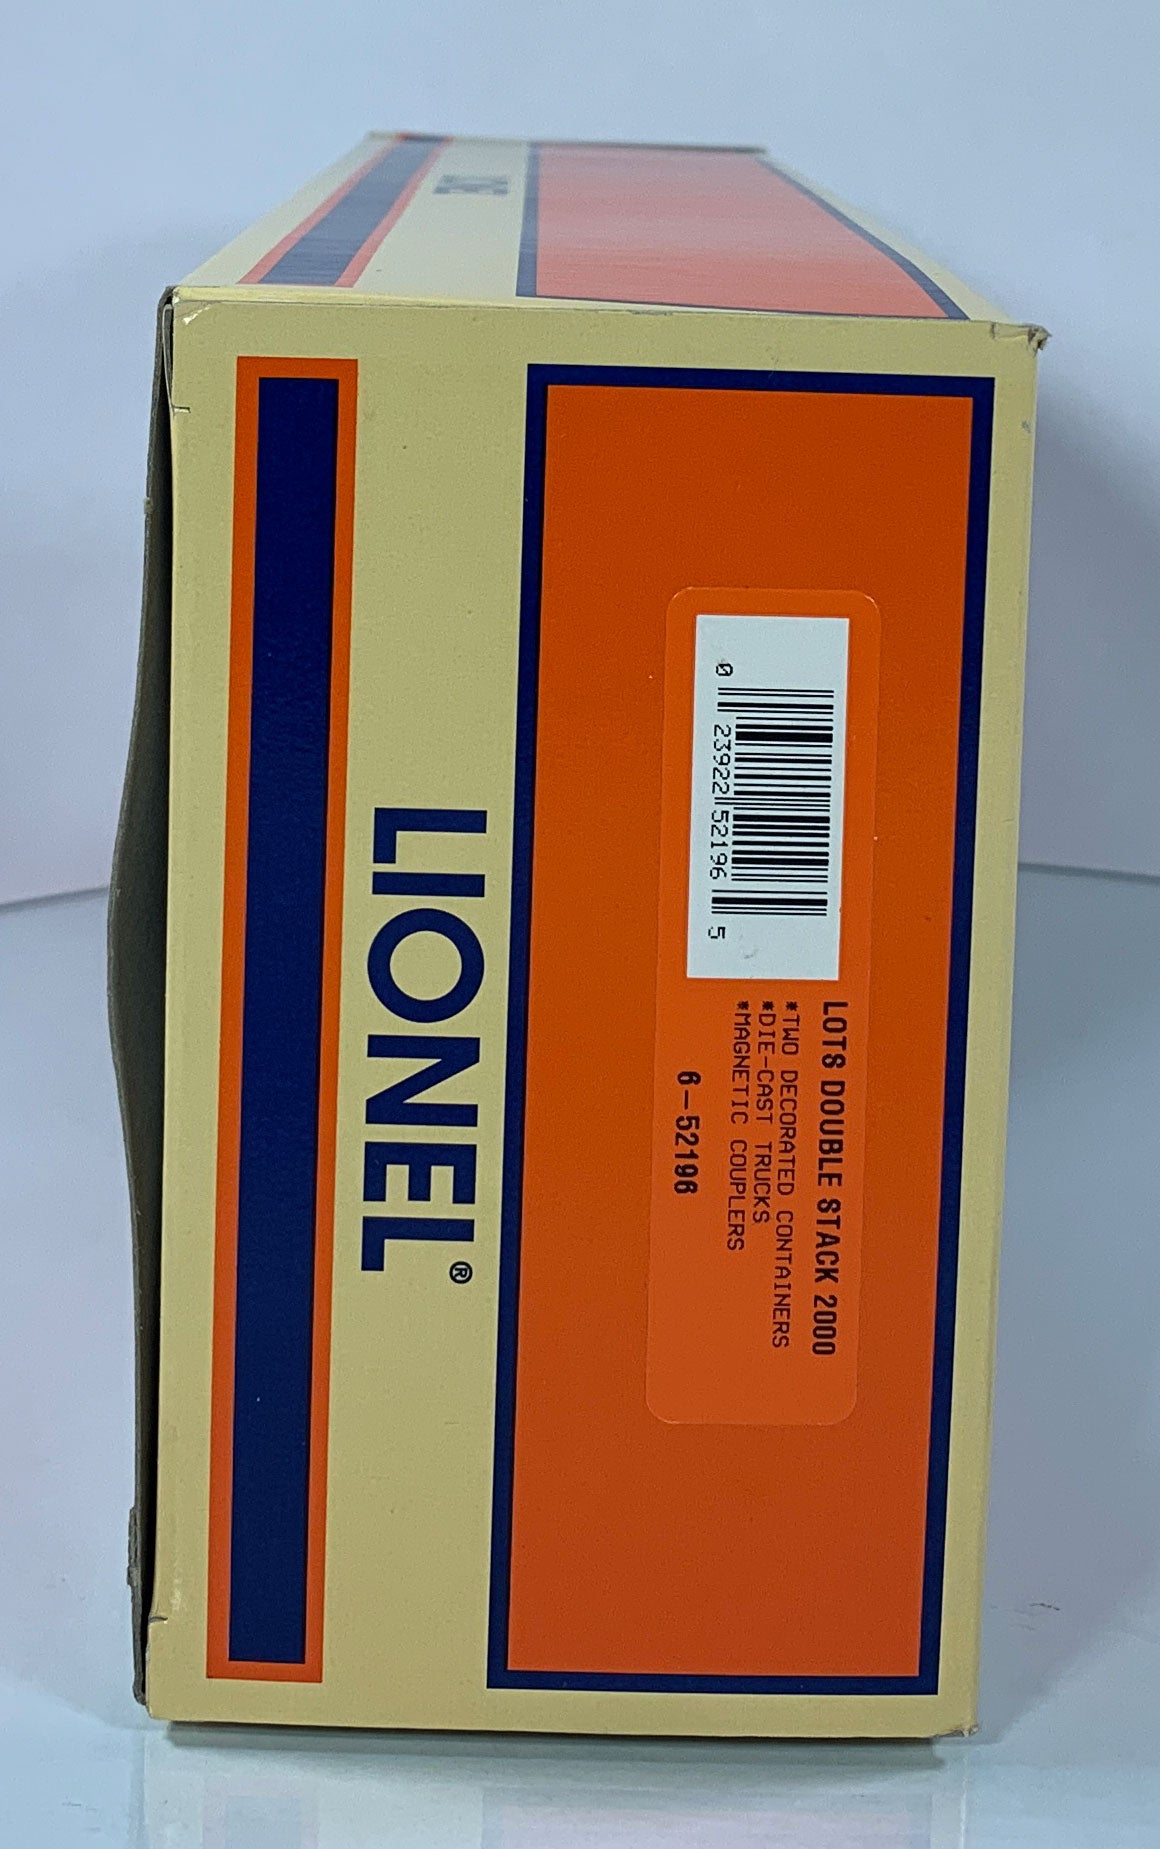 LIONEL®
LOTS DOUBLE STACK 2000
*TWO DECORATED CONTAINERS
*DIE-CAST TRUCKS
*MAGNETIC COUPLERS
6-52196
0 23922 52196 5